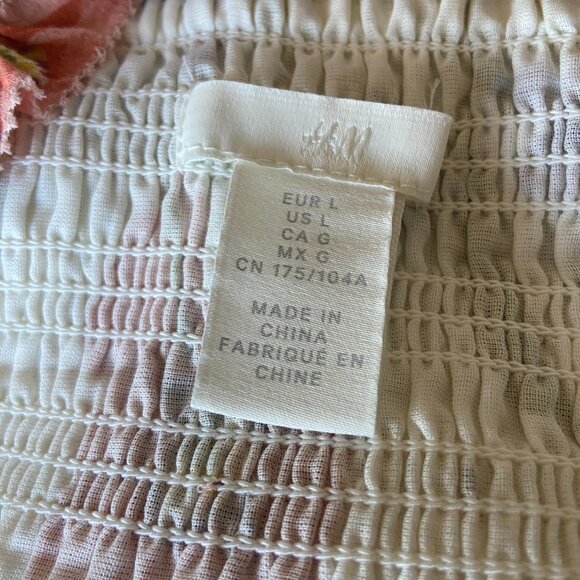 H&M
EUR L
US L
CA G
MX G
CN 175/104A
MADE IN
CHINA
FABRIQUÉ EN
CHINE